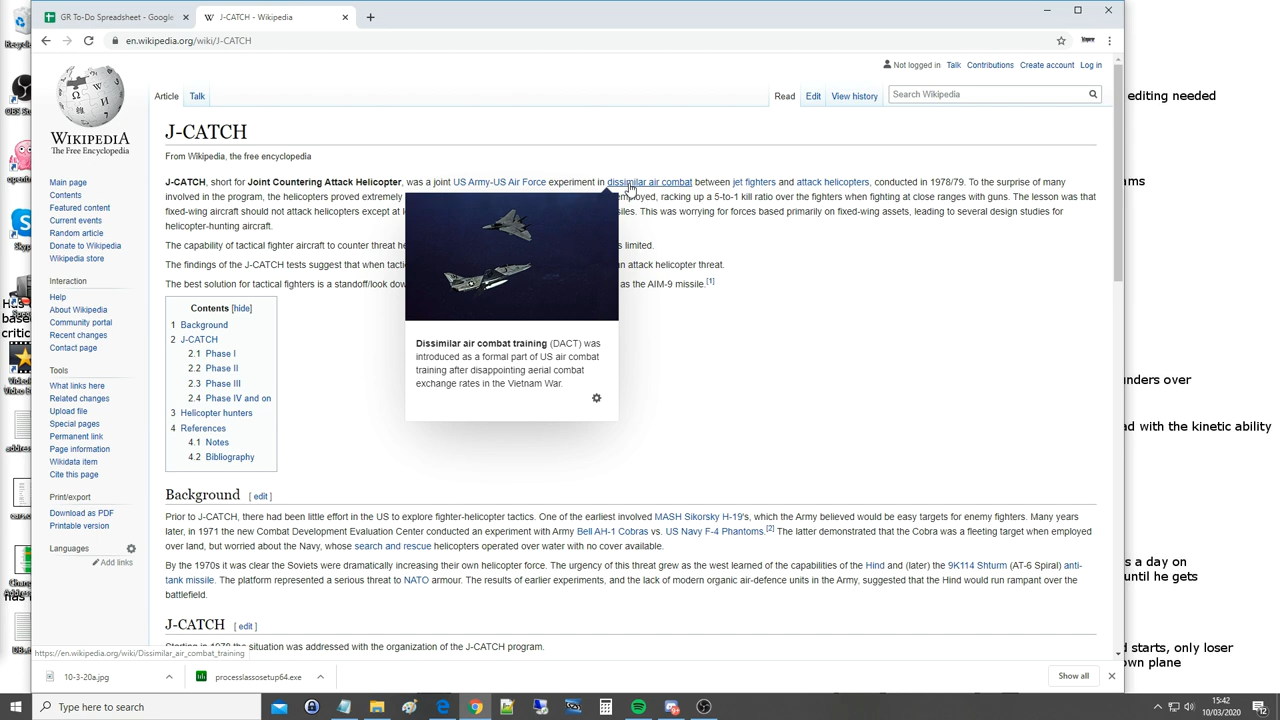 GR To-Do Spreadsheet - Google
J-CATCH - Wikipedia
en.wikipedia.org/wiki/J-CATCH
Not logged in Talk Contributions Create account Log in
Article Talk Read Edit View history Search Wikipedia
WIKIPEDIA
The Free Encyclopedia
J-CATCH
From Wikipedia, the free encyclopedia
J-CATCH, short for Joint Countering Attack Helicopter, was a joint US Army-US Air Force experiment in dissimilar air combat between jet fighters and attack helicopters, conducted in 1978/79. To the surprise of many
involved in the program, the helicopters proved extremely employed, racking up a 5-to-1 kill ratio over the fighters when fighting at close ranges with guns. The lesson was that
fixed-wing aircraft should not attack helicopters except at This was worrying for forces based primarily on fixed-wing assets, leading to several design studies for
helicopter-hunting aircraft.
The capability of tactical fighter aircraft to counter threat limited.
The findings of the J-CATCH tests suggest that when an attack helicopter threat.
The best solution for tactical fighters is a standoff/look as the AIM-9 missile.[1]
Dissimilar air combat training (DACT) was
introduced as a formal part of US air combat
training after disappointing aerial combat
exchange rates in the Vietnam War.
Contents [hide]
1 Background
2 J-CATCH
2.1 Phase I
2.2 Phase II
2.3 Phase III
2.4 Phase IV and on
3 Helicopter hunters
4 References
4.1 Notes
4.2 Bibliography
Background [ edit ]
Prior to J-CATCH, there had been little effort in the US to explore fighter-helicopter tactics. One of the earliest involved MASH Sikorsky H-19's, which the Army believed would be easy targets for enemy fighters. Many years
later, in 1971 the new Combat Development Evaluation Center conducted an experiment with Army Bell AH-1 Cobras vs. US Navy F-4 Phantoms.[2] The latter demonstrated that the Cobra was a fleeting target when employed
over land, but worried about the Navy, whose search and rescue helicopters operated over water with no cover available.
By the 1970s it was clear the Soviets were dramatically increasing their own helicopter force. The urgency of this threat grew as the west learned of the capabilities of the Hind and (later) the 9K114 Shturm (AT-6 Spiral) anti-
tank missile. The platform represented a serious threat to NATO armour. The results of earlier experiments, and the lack of modern organic air-defence units in the Army, suggested that the Hind would run rampant over the
battlefield.
J-CATCH [ edit ]
Starting in 1978 the situation was addressed with the organization of the J-CATCH program.
Main page
Contents
Featured content
Current events
Random article
Donate to Wikipedia
Wikipedia store
Interaction
Help
About Wikipedia
Community portal
Recent changes
Contact page
Tools
What links here
Related changes
Upload file
Special pages
Permanent link
Page information
Wikidata item
Cite this page
Print/export
Download as PDF
Printable version
Languages
Add links
https://en.wikipedia.org/wiki/Dissimilar_air_combat_training
10-3-20a.jpg
processlassosetup64.exe
Show all
Type here to search
15:42
10/03/2020
12
editing needed
ams
unders over
ad with the kinetic ability
s a day on
until he gets
d starts, only loser
own plane
OBS
Skyp
base
critic
addres